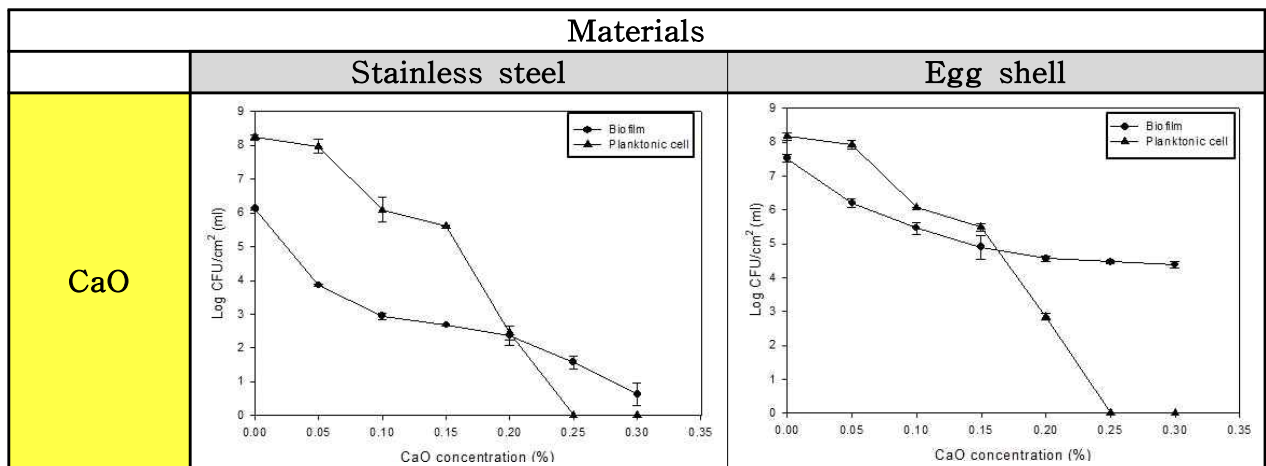 Materials
Stainless steel
Egg shell
CaO
Log CFU/cm² (ml)
9
8
7
6
5
4
3
2
1
0
Biofilm
Planktonic cell
0.00 0.05 0.10 0.15 0.20 0.25 0.30 0.35
CaO concentration (%)
Log CFU/cm² (ml)
9
8
7
6
5
4
3
2
1
0
Biofilm
Planktonic cell
0.00 0.05 0.10 0.15 0.20 0.25 0.30 0.35
CaO concentration (%)